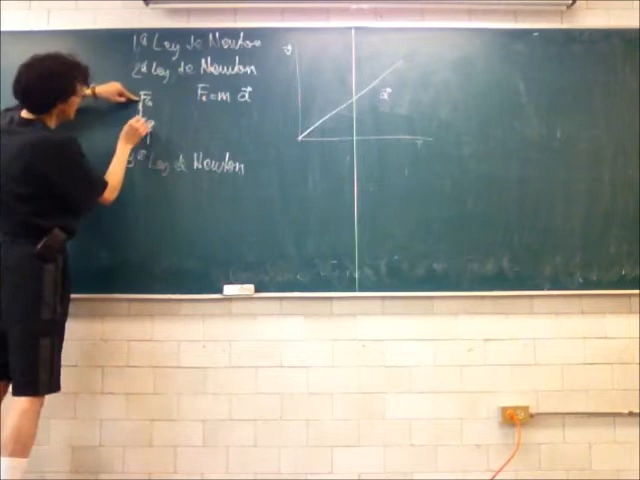 1ª Ley de Newton
2ª Ley de Newton
F = m a⃗
v
a⃗
3ª Ley de Newton